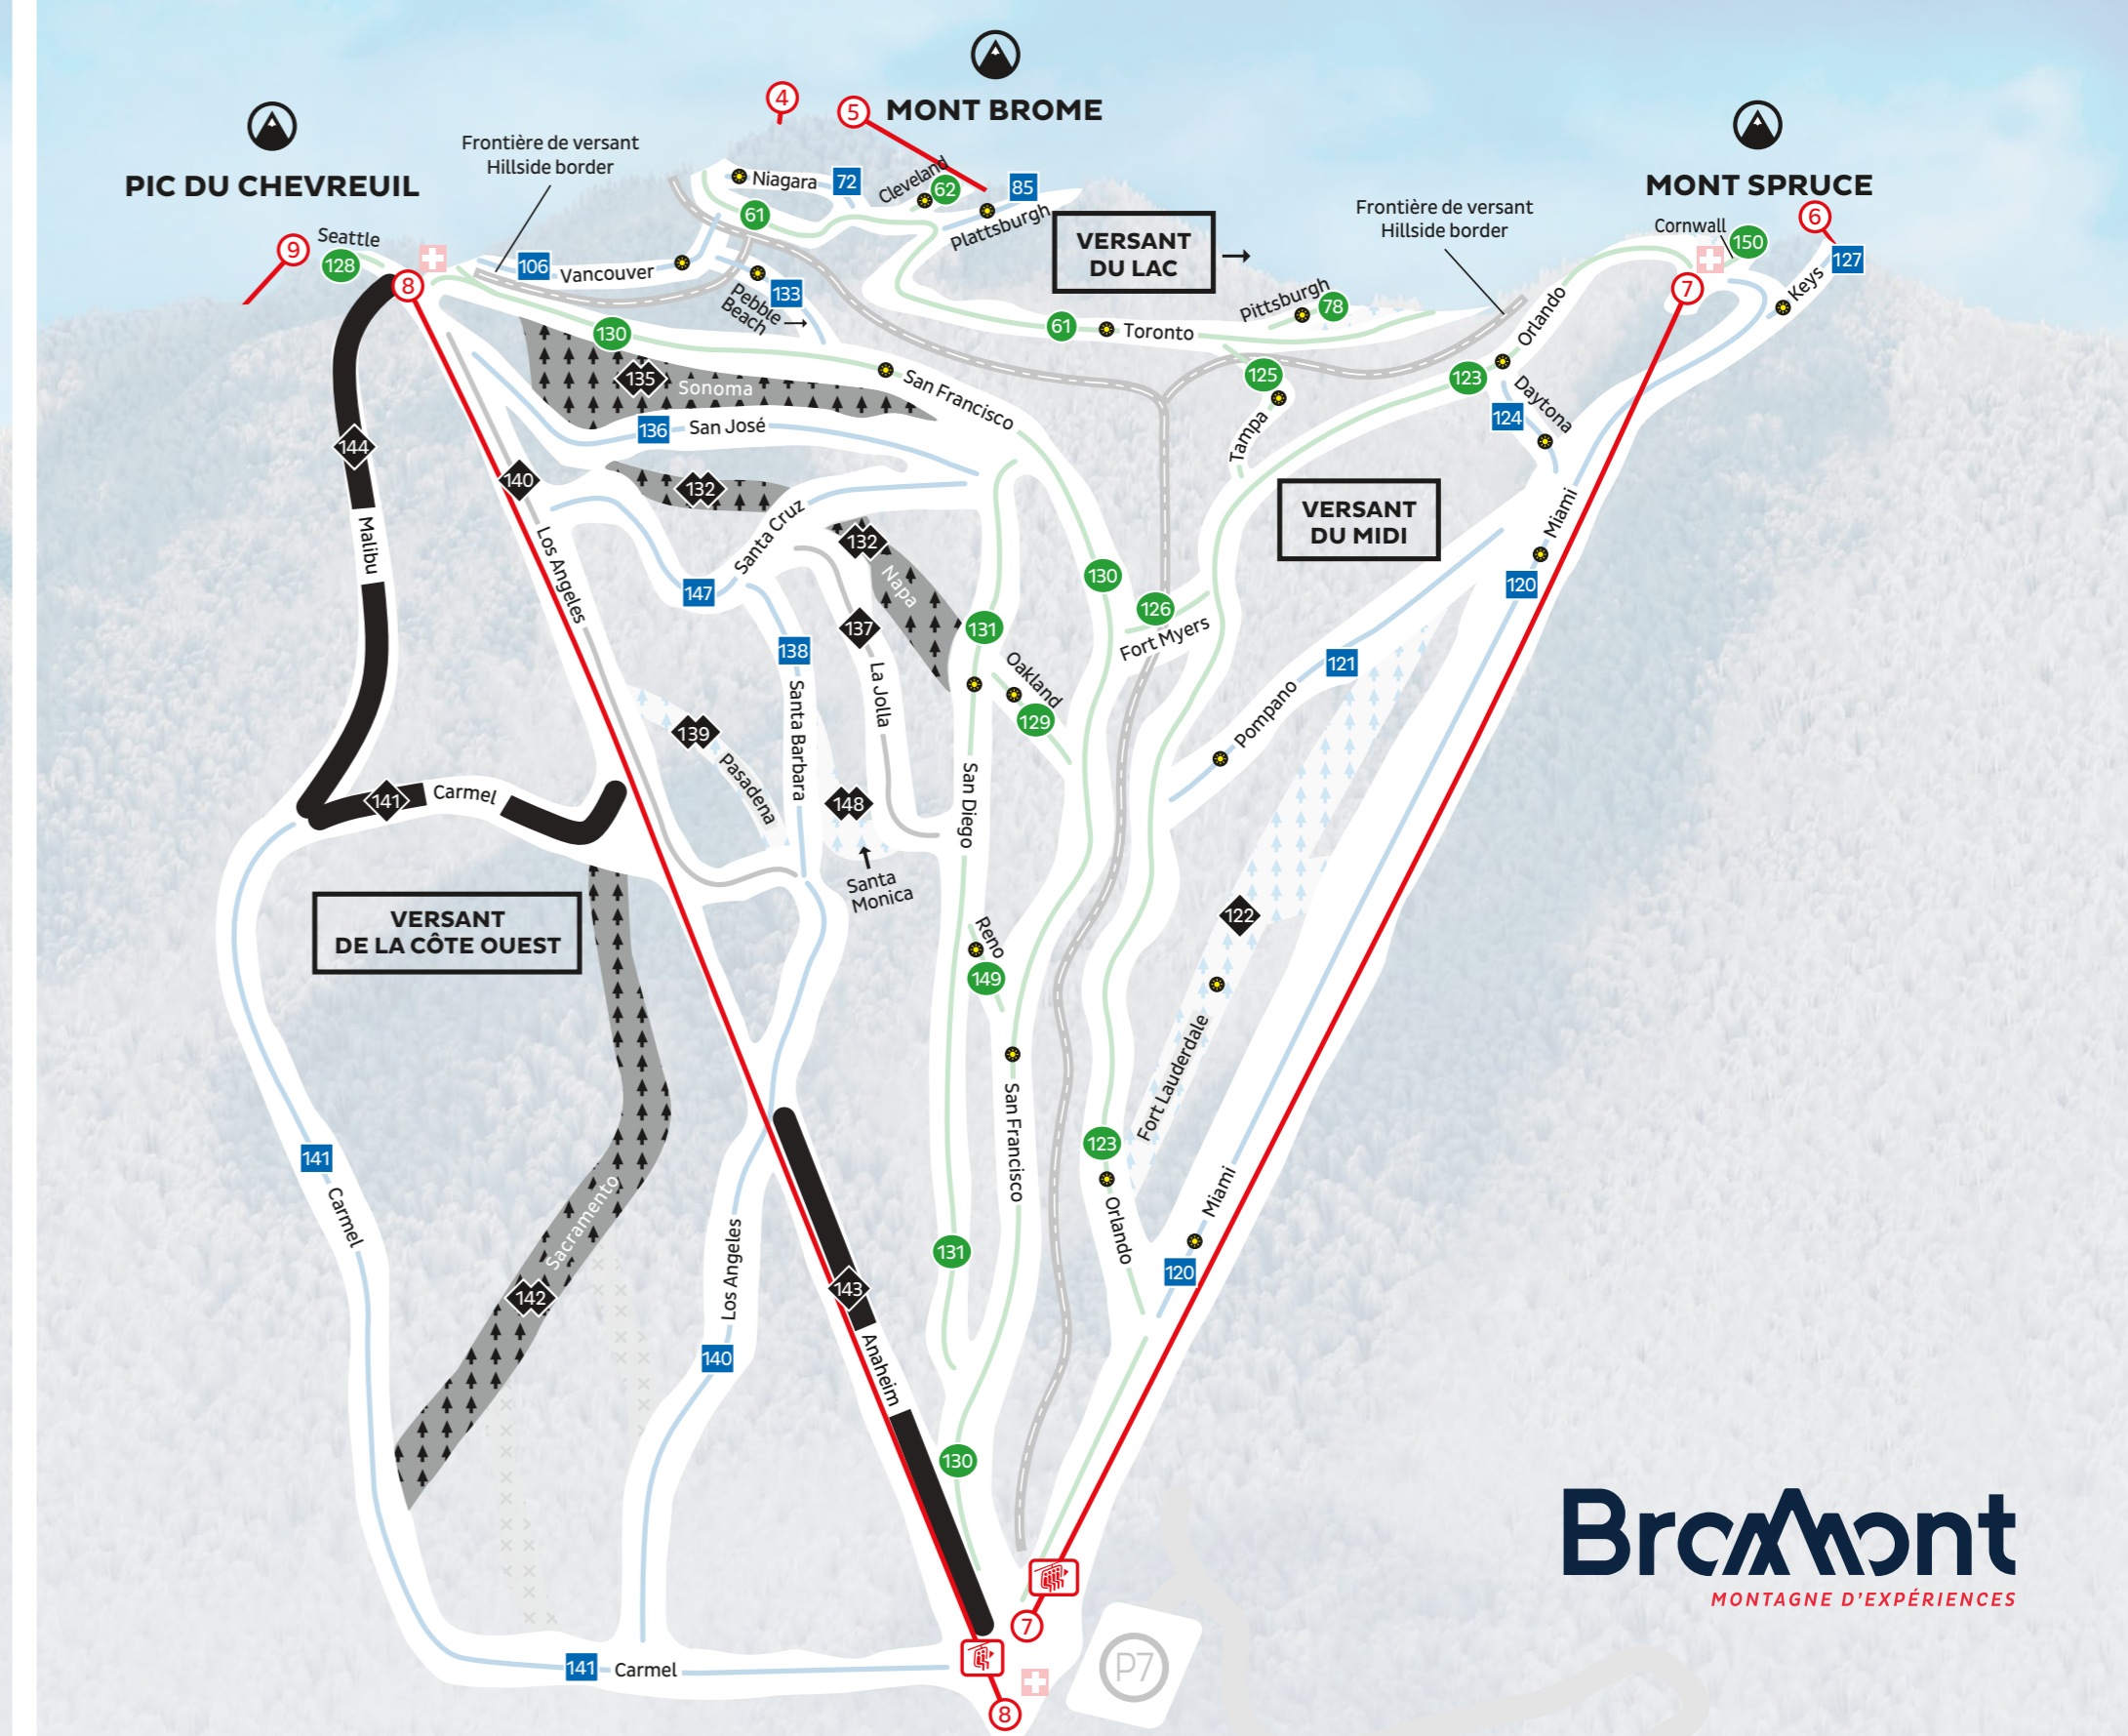 MONT BROME
PIC DU CHEVREUIL
MONT SPRUCE
Frontière de versant
Hillside border
Frontière de versant
Hillside border
4
5
6
9
8
7
Seattle
128
106
Vancouver
Niagara
72
Cleveland
62
85
Plattsburgh
61
VERSANT
DU LAC
→
Pebble
Beach
133
Pittsburgh
78
61
Toronto
Cornwall
150
127
Keys
Orlando
123
Daytona
124
125
Tampa
130
San Francisco
135
Sonoma
136
San José
144
Malibu
140
Los Angeles
132
Santa Cruz
147
132
Napa
137
La Jolla
138
Santa Barbara
131
130
126
Fort Myers
Oakland
129
VERSANT
DU MIDI
Miami
120
121
Pompano
139
Pasadena
148
Santa
Monica
San Diego
141
Carmel
VERSANT
DE LA CÔTE OUEST
Reno
149
122
Fort Lauderdale
San Francisco
123
Orlando
Miami
120
141
Carmel
Sacramento
142
Los Angeles
140
143
Anaheim
131
130
141
Carmel
7
8
P7
Bromont
MONTAGNE D'EXPÉRIENCES